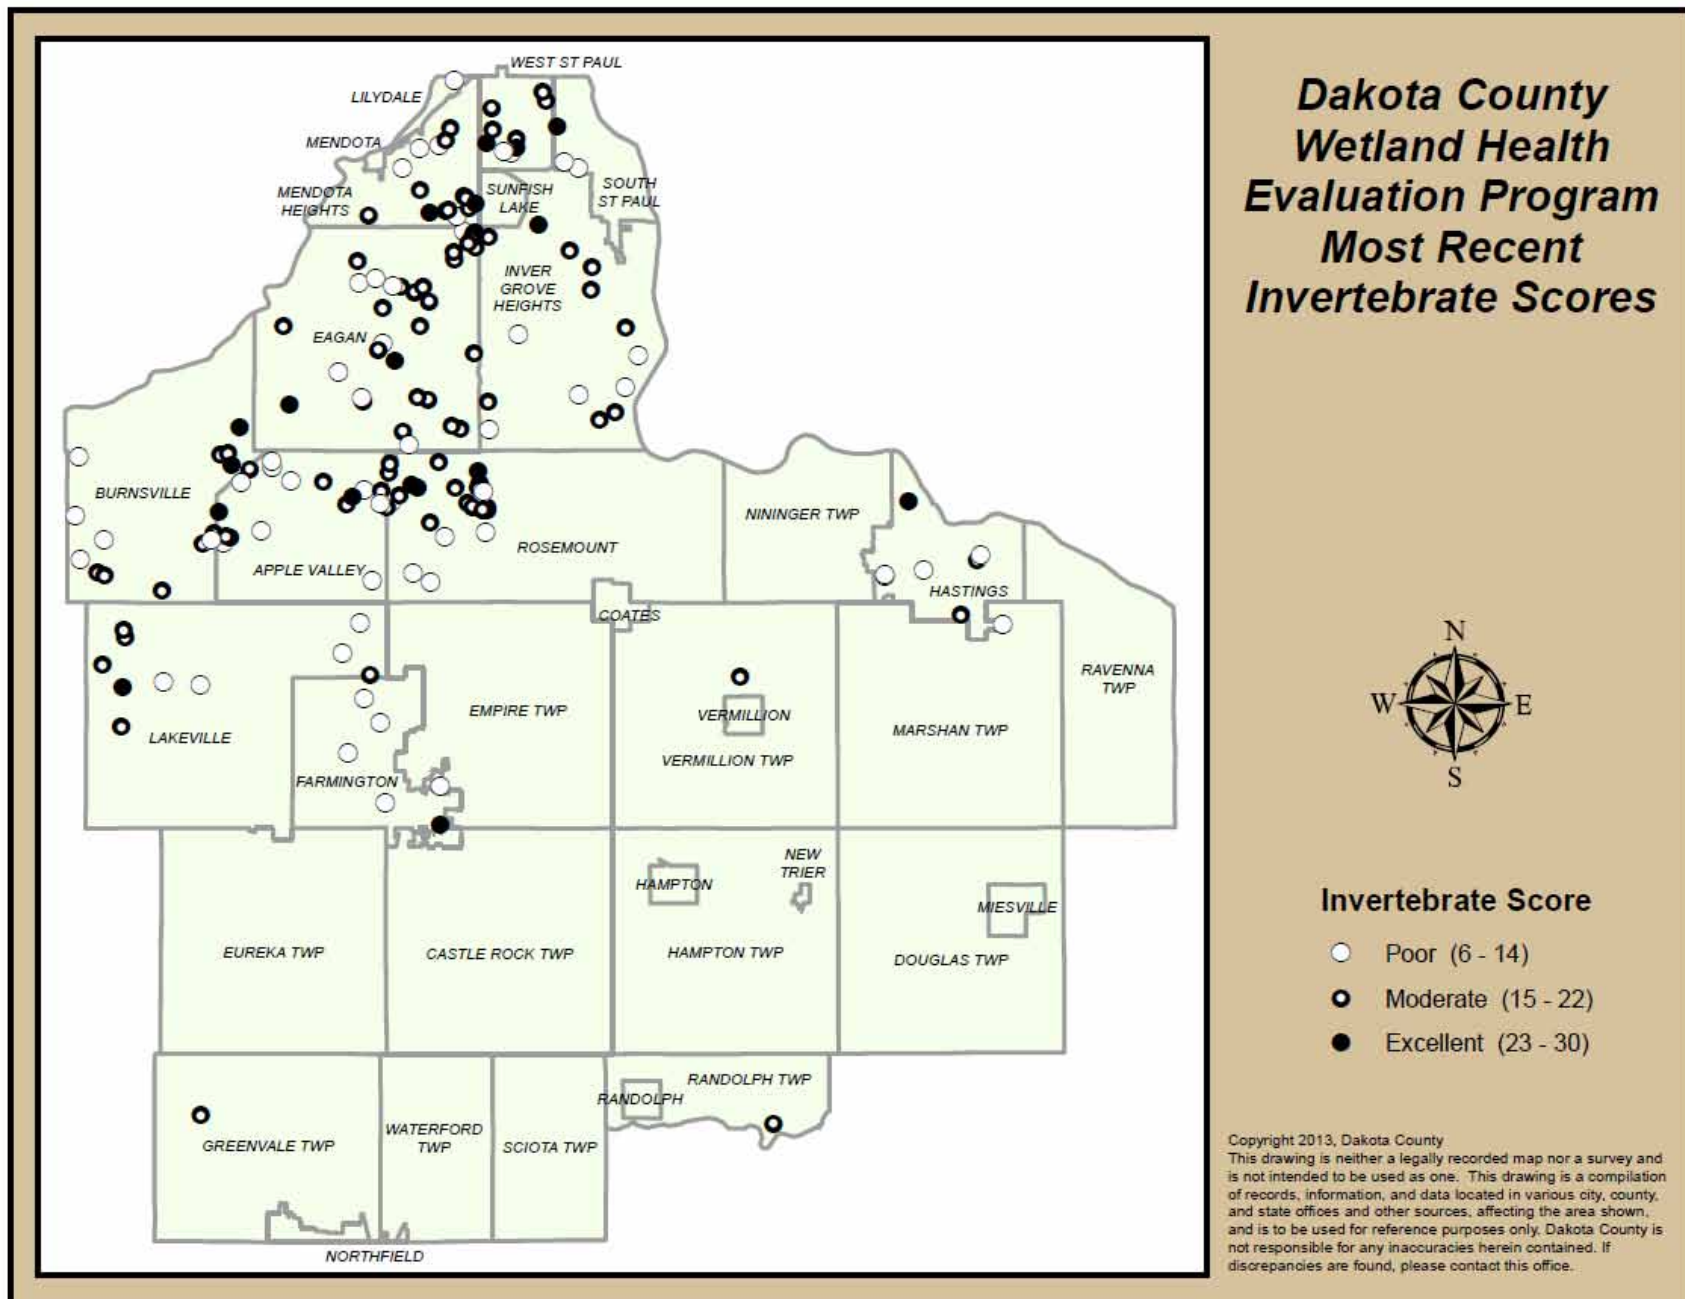 Dakota County
Wetland Health
Evaluation Program
Most Recent
Invertebrate Scores
WEST ST PAUL
LILYDALE
MENDOTA
MENDOTA
HEIGHTS
SUNFISH
LAKE
SOUTH
ST PAUL
INVER
GROVE
HEIGHTS
EAGAN
BURNSVILLE
APPLE VALLEY
ROSEMOUNT
NININGER TWP
HASTINGS
COATES
RAVENNA
TWP
EMPIRE TWP
VERMILLION
VERMILLION TWP
MARSHAN TWP
LAKEVILLE
FARMINGTON
HAMPTON
NEW
TRIER
MIESVILLE
EUREKA TWP
CASTLE ROCK TWP
HAMPTON TWP
DOUGLAS TWP
RANDOLPH TWP
RANDOLPH
GREENVALE TWP
WATERFORD
TWP
SCIOTA TWP
NORTHFIELD
N
W
E
S
Invertebrate Score
Poor (6 - 14)
Moderate (15 - 22)
Excellent (23 - 30)
Copyright 2013, Dakota County
This drawing is neither a legally recorded map nor a survey and
is not intended to be used as one. This drawing is a compilation
of records, information, and data located in various city, county,
and state offices and other sources, affecting the area shown,
and is to be used for reference purposes only. Dakota County is
not responsible for any inaccuracies herein contained. If
discrepancies are found, please contact this office.